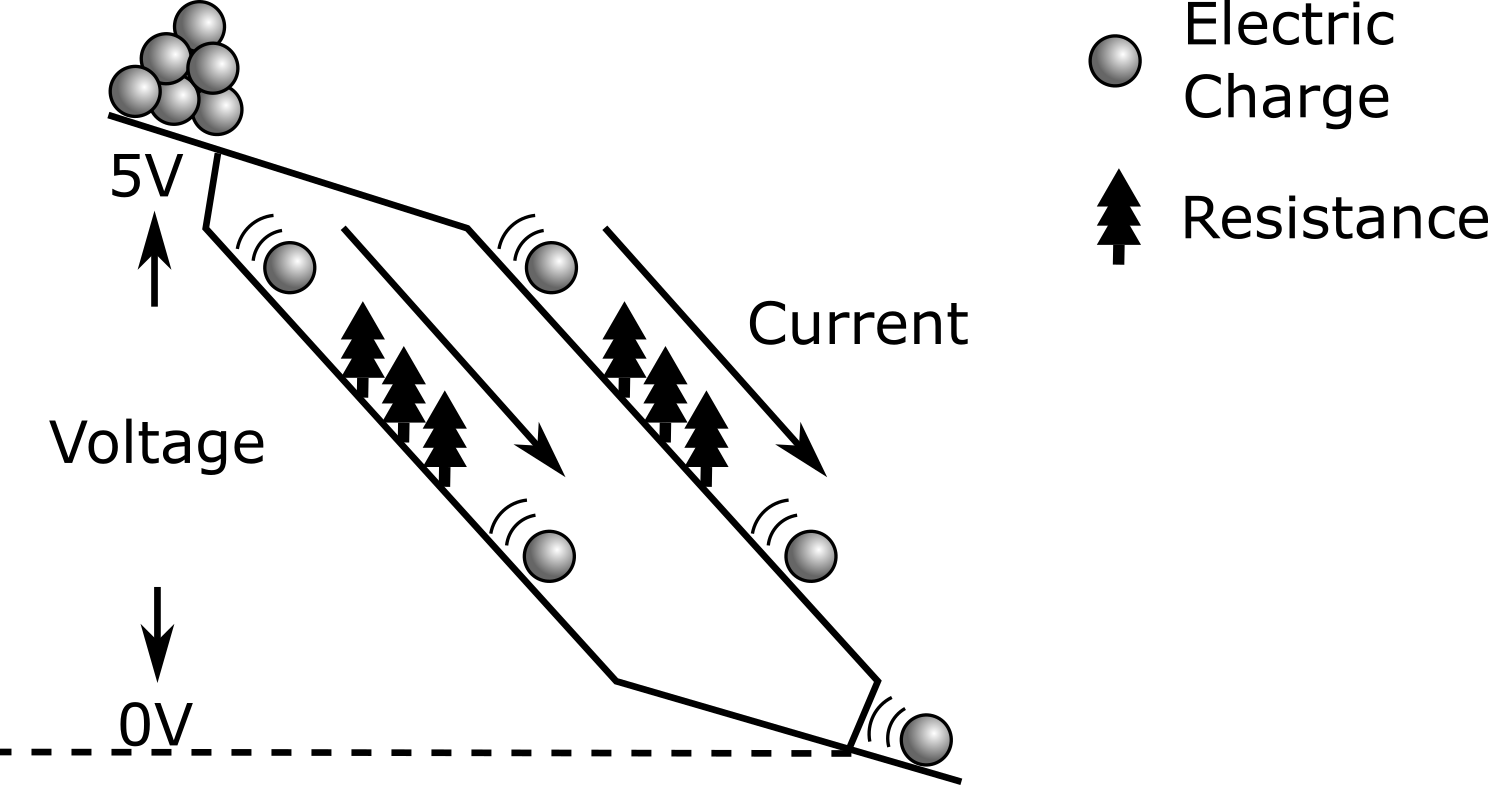 Electric
Charge
5V
Resistance
Current
Voltage
0V